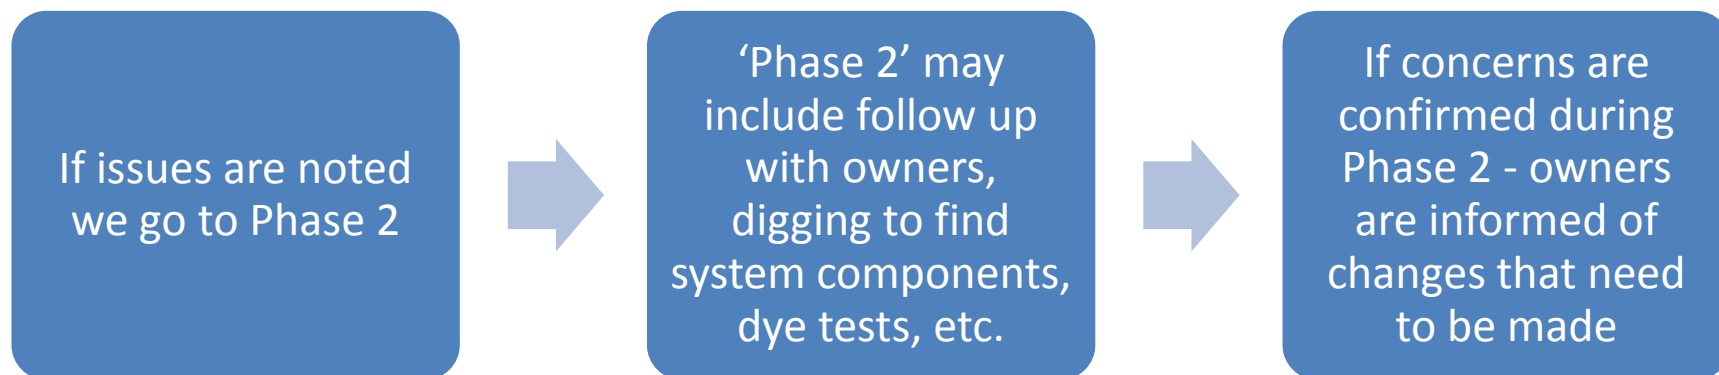 If issues are noted
we go to Phase 2
‘Phase 2’ may
include follow up
with owners,
digging to find
system components,
dye tests, etc.
If concerns are
confirmed during
Phase 2 - owners
are informed of
changes that need
to be made